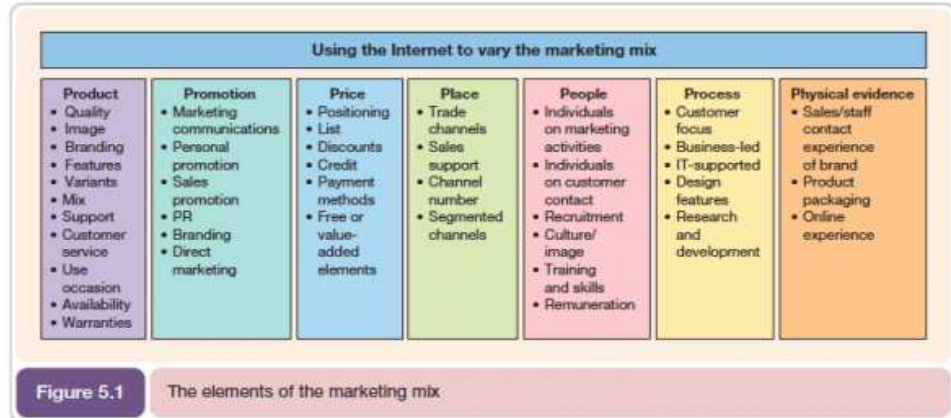 Using the Internet to vary the marketing mix
Product
• Quality
• Image
• Branding
• Features
• Variants
• Mix
• Support
• Customer
service
• Use
occasion
• Availability
• Warranties
Promotion
• Marketing
communications
• Personal
promotion
• Sales
promotion
• PR
• Branding
• Direct
marketing
Price
• Positioning
• List
• Discounts
• Credit
• Payment
methods
• Free or
value-
added
elements
Place
• Trade
channels
• Sales
support
• Channel
number
• Segmented
channels
People
• Individuals
on marketing
activities
• Individuals
on customer
contact
• Recruitment
• Culture/
image
• Training
and skills
• Remuneration
Process
• Customer
focus
• Business-led
• IT-supported
• Design
features
• Research
and
development
Physical evidence
• Sales/staff
contact
experience
of brand
• Product
packaging
• Online
experience
Figure 5.1
The elements of the marketing mix